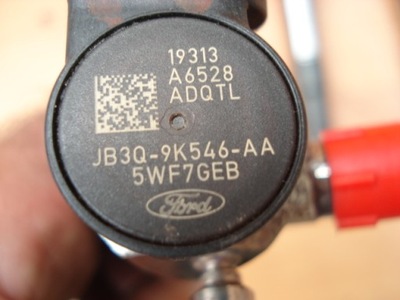 19313
A6528
ADQTL
JB3Q-9K546-AA
5WF7GEB
Ford